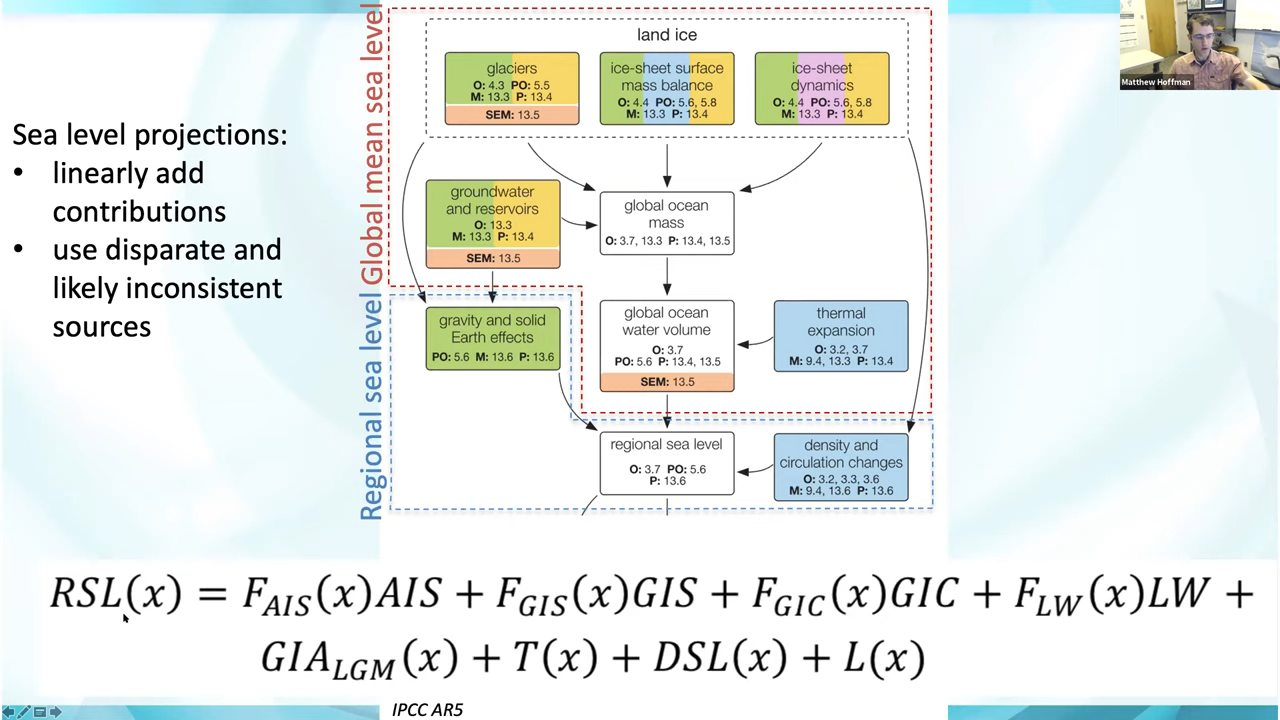 Matthew Hoffman
Sea level projections:
• linearly add
contributions
• use disparate and
likely inconsistent
sources
Global mean sea level
Regional sea level
land ice
glaciers
O: 4.3 PO: 5.5
M: 13.3 P: 13.4
SEM: 13.5
ice-sheet surface
mass balance
O: 4.4 PO: 5.6, 5.8
M: 13.3 P: 13.4
ice-sheet
dynamics
O: 4.4 PO: 5.6, 5.8
M: 13.3 P: 13.4
groundwater
and reservoirs
O: 13.3
M: 13.3 P: 13.4
SEM: 13.5
global ocean
mass
O: 3.7, 13.3 P: 13.4, 13.5
gravity and solid
Earth effects
PO: 5.6 M: 13.6 P: 13.6
global ocean
water volume
O: 3.7
PO: 5.6 P: 13.4, 13.5
SEM: 13.5
thermal
expansion
O: 3.2, 3.7
M: 9.4, 13.3 P: 13.4
regional sea level
O: 3.7 PO: 5.6
P: 13.6
density and
circulation changes
O: 3.2, 3.3, 3.6
M: 9.4, 13.6 P: 13.6
RSL(x) = F_AIS(x)AIS + F_GIS(x)GIS + F_GIC(x)GIC + F_LW(x)LW +
GIA_LGM(x) + T(x) + DSL(x) + L(x)
IPCC AR5